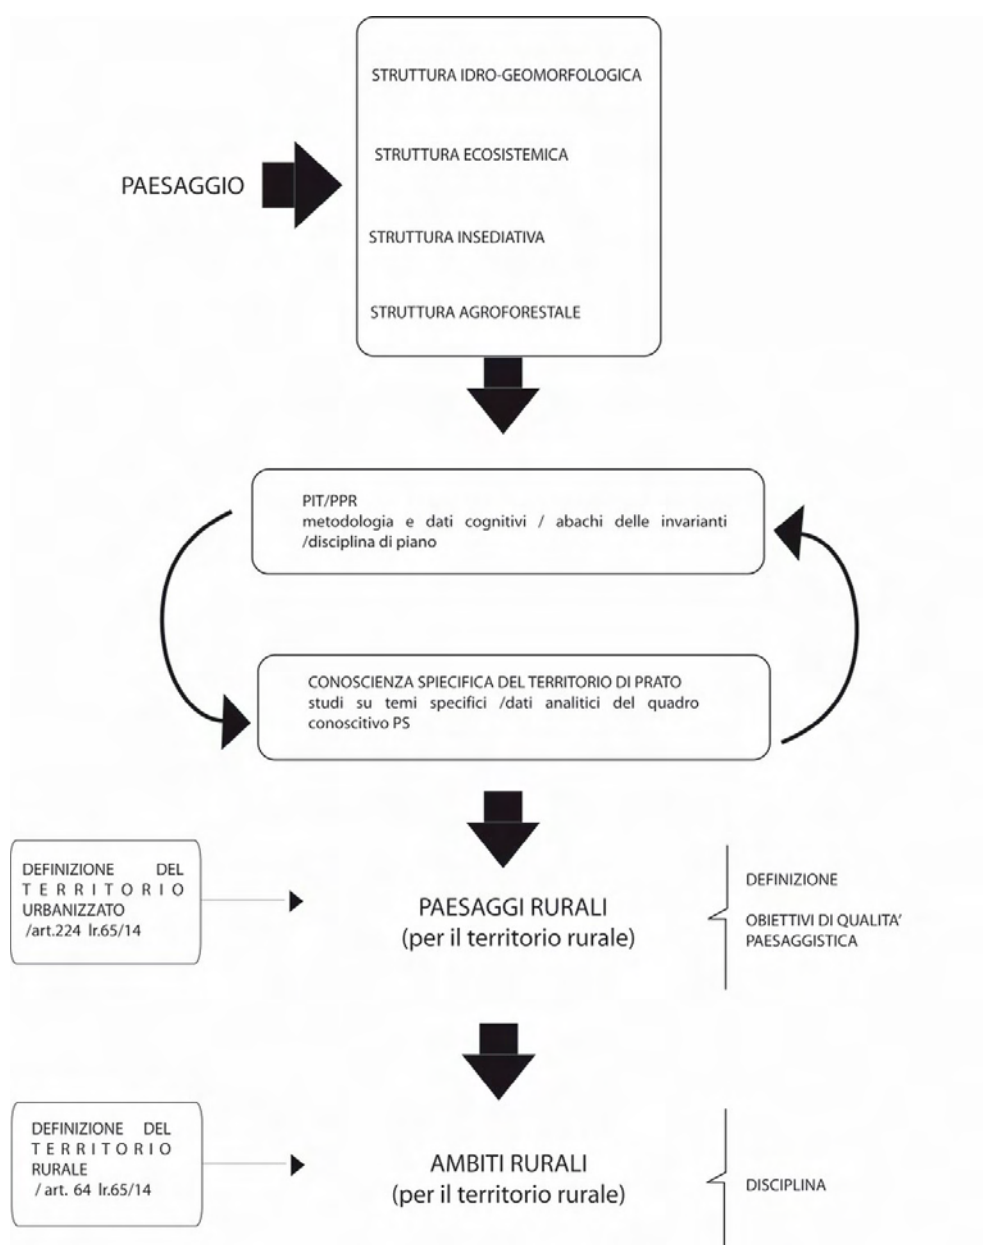 STRUTTURA IDRO-GEOMORFOLOGICA
STRUTTURA ECOSISTEMICA
PAESAGGIO
STRUTTURA INSEDIATIVA
STRUTTURA AGROFORESTALE
PIT/PPR
metodologia e dati cognitivi / abachi delle invarianti
/disciplina di piano
CONOSCIENZA SPIECIFICA DEL TERRITORIO DI PRATO
studi su temi specifici /dati analitici del quadro
conoscitivo PS
DEFINIZIONE DEL
TERRITORIO
URBANIZZATO
/art.224 lr.65/14
PAESAGGI RURALI
(per il territorio rurale)
DEFINIZIONE
OBIETTIVI DI QUALITA'
PAESAGGISTICA
DEFINIZIONE DEL
TERRITORIO
RURALE
/ art. 64 lr.65/14
AMBITI RURALI
(per il territorio rurale)
DISCIPLINA